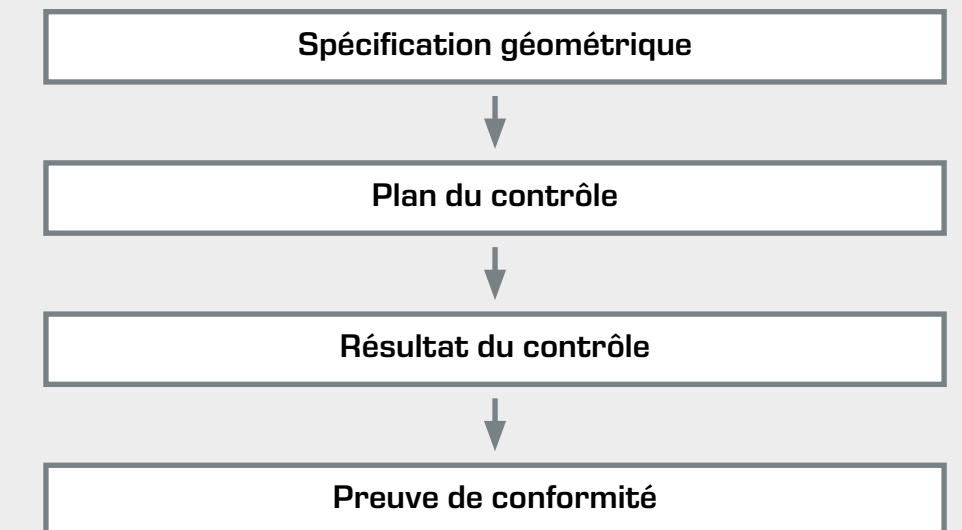 Spécification géométrique
Plan du contrôle
Résultat du contrôle
Preuve de conformité